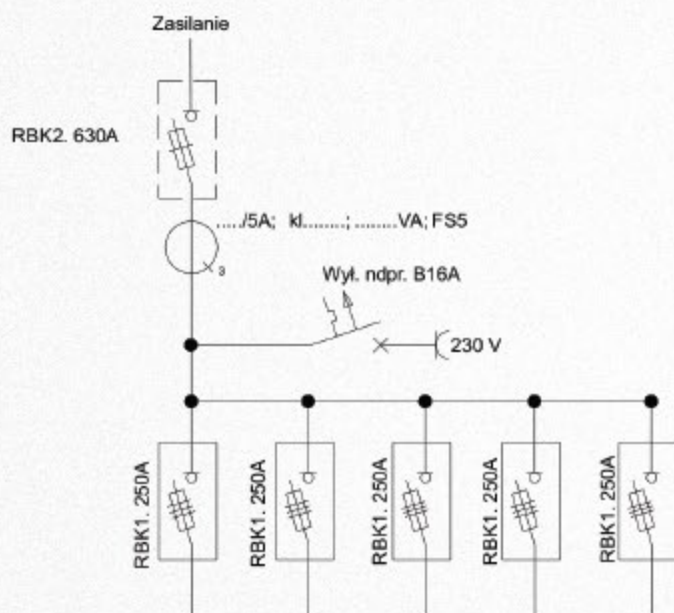 Zasilanie
RBK2. 630A
...../5A; kl........; ........VA; FS5
3
Wył. ndpr. B16A
230 V
RBK1. 250A
RBK1. 250A
RBK1. 250A
RBK1. 250A
RBK1. 250A